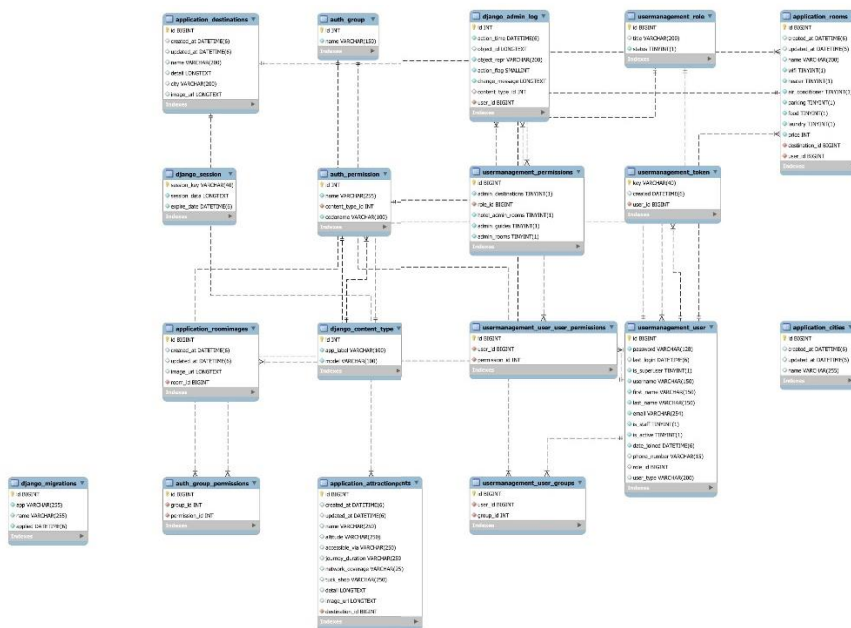 application_destinations
id BIGINT
created_at DATETIME(6)
updated_at DATETIME(6)
name VARCHAR(200)
detail LONGTEXT
city VARCHAR(200)
image_url LONGTEXT
Indexes
auth_group
id INT
name VARCHAR(150)
Indexes
django_admin_log
id INT
action_time DATETIME(6)
object_id LONGTEXT
object_repr VARCHAR(200)
action_flag SMALLINT
change_message LONGTEXT
content_type_id INT
user_id BIGINT
Indexes
usermanagement_role
id BIGINT
title VARCHAR(200)
status TINYINT(1)
Indexes
application_rooms
id BIGINT
created_at DATETIME(6)
updated_at DATETIME(6)
name VARCHAR(200)
wifi TINYINT(1)
heater TINYINT(1)
air_conditioner TINYINT(1)
parking TINYINT(1)
food TINYINT(1)
laundry TINYINT(1)
price INT
destination_id BIGINT
user_id BIGINT
Indexes
django_session
session_key VARCHAR(40)
session_data LONGTEXT
expire_date DATETIME(6)
Indexes
auth_permission
id INT
name VARCHAR(255)
content_type_id INT
codename VARCHAR(100)
Indexes
usermanagement_permissions
id BIGINT
admin_destinations TINYINT(1)
role_id BIGINT
hotel_admin_rooms TINYINT(1)
admin_guides TINYINT(1)
admin_rooms TINYINT(1)
Indexes
usermanagement_token
key VARCHAR(40)
created DATETIME(6)
user_id BIGINT
Indexes
application_roomimages
id BIGINT
created_at DATETIME(6)
updated_at DATETIME(6)
image_url LONGTEXT
room_id BIGINT
Indexes
django_content_type
id INT
app_label VARCHAR(100)
model VARCHAR(100)
Indexes
usermanagement_user_user_permissions
id BIGINT
user_id BIGINT
permission_id INT
Indexes
usermanagement_user
id BIGINT
password VARCHAR(128)
last_login DATETIME(6)
is_superuser TINYINT(1)
username VARCHAR(150)
first_name VARCHAR(150)
last_name VARCHAR(150)
email VARCHAR(254)
is_staff TINYINT(1)
is_active TINYINT(1)
date_joined DATETIME(6)
phone_number VARCHAR(15)
role_id BIGINT
user_type VARCHAR(200)
Indexes
application_cities
id BIGINT
created_at DATETIME(6)
updated_at DATETIME(6)
name VARCHAR(255)
Indexes
django_migrations
id BIGINT
app VARCHAR(255)
name VARCHAR(255)
applied DATETIME(6)
Indexes
auth_group_permissions
id BIGINT
group_id INT
permission_id INT
Indexes
id BIGINT
created_at DATETIME(6)
updated_at DATETIME(6)
name VARCHAR(250)
altitude VARCHAR(250)
accessible_via VARCHAR(250)
journey_duration VARCHAR(250
network_coverage VARCHAR(25)
VARCHAR(250)
detail LONGTEXT
image_url LONGTEXT
destination_id BIGINT
Indexes
usermanagement_user_groups
id BIGINT
user_id BIGINT
group_id INT
Indexes